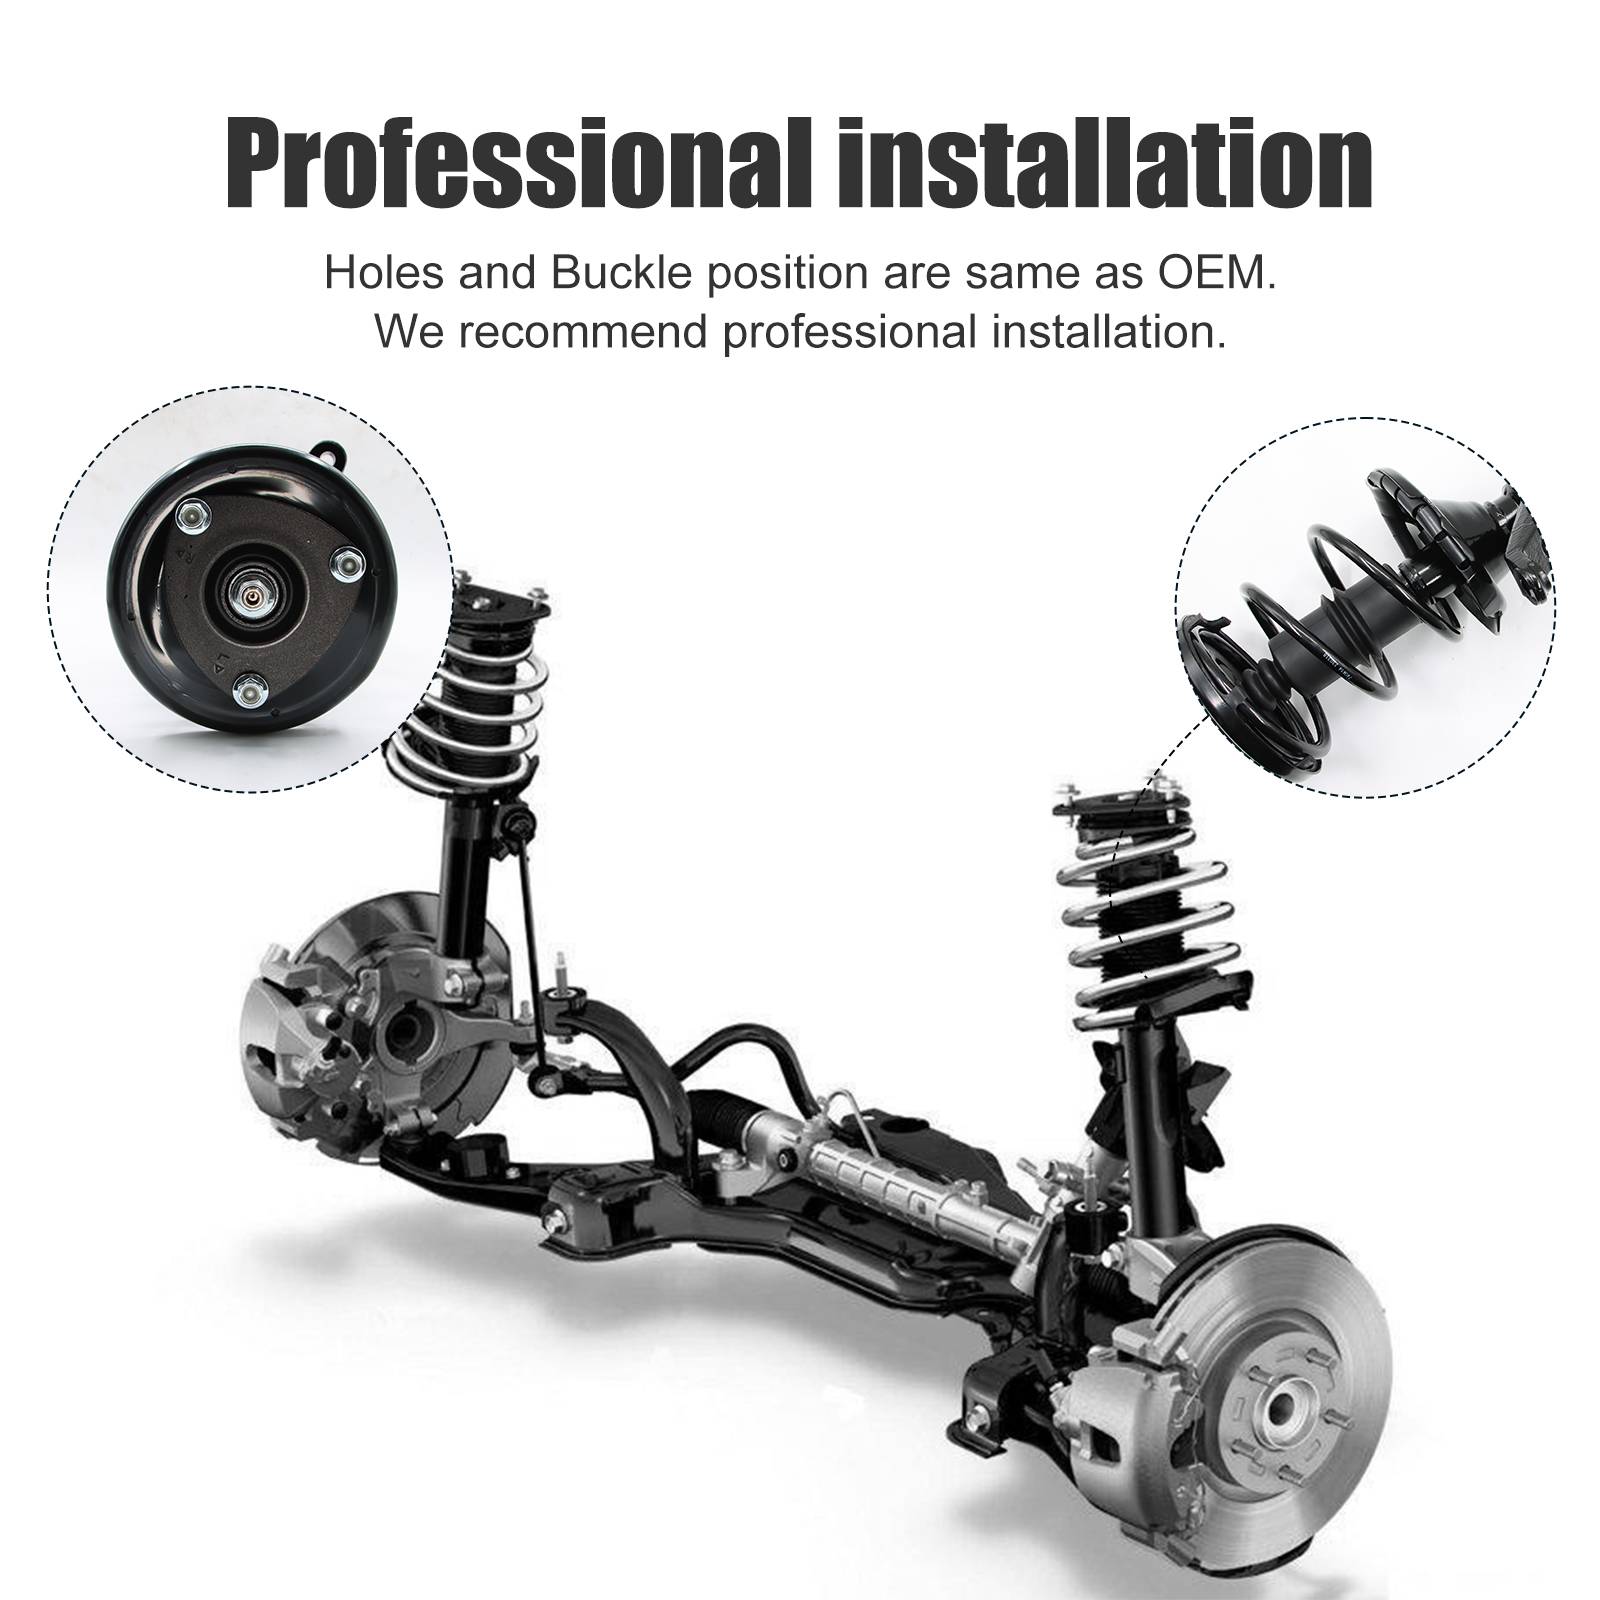 Professional installation
Holes and Buckle position are same as OEM.
We recommend professional installation.
R
L